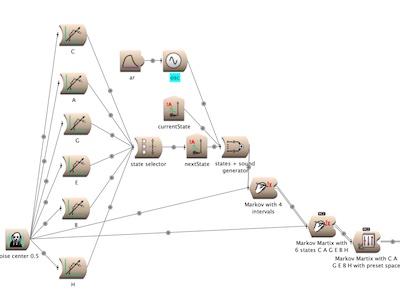 C
A
ar
osc
G
currentState
E
state selector
nextState
states + sound
generator
B
Markov with 4
intervals
oise center 0.5
H
Markov Martix with
6 states C A G E B H
Markov Martix with C A
G E B H with preset space